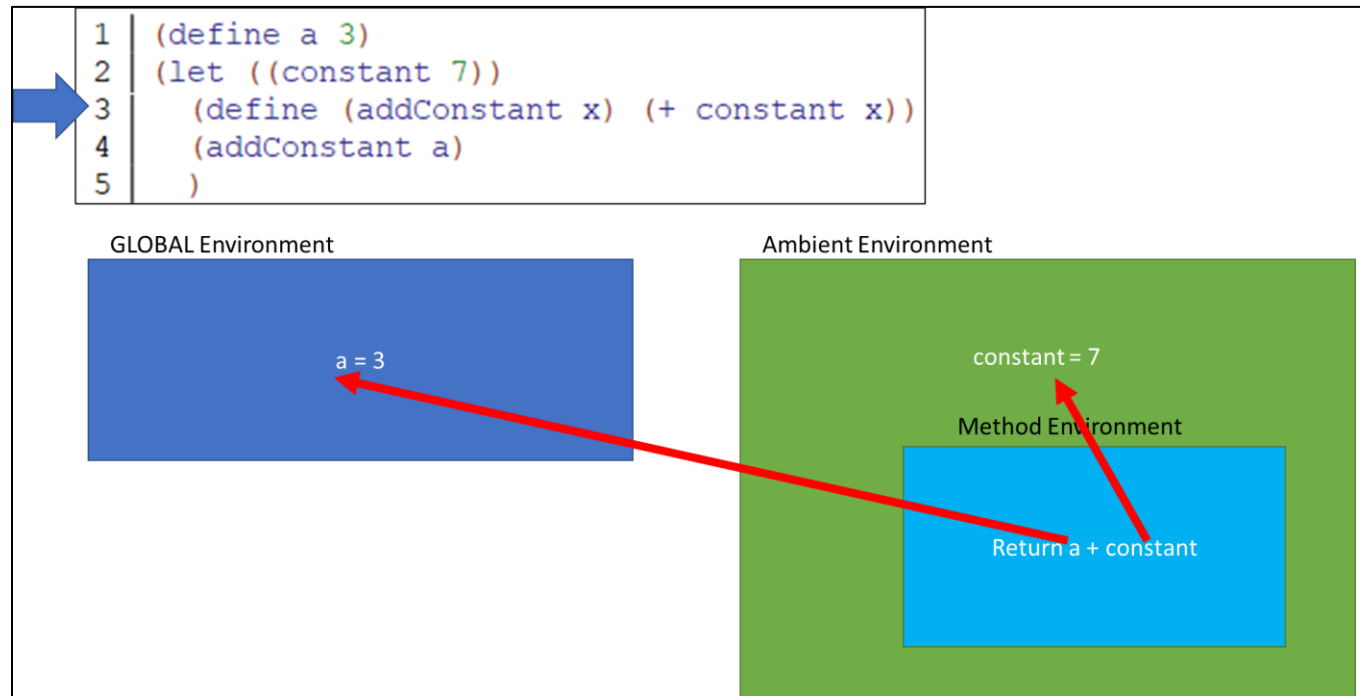 1 (define a 3)
2 (let ((constant 7))
3   (define (addConstant x) (+ constant x))
4   (addConstant a)
5   )
GLOBAL Environment
Ambient Environment
a = 3
constant = 7
Method Environment
Return a + constant